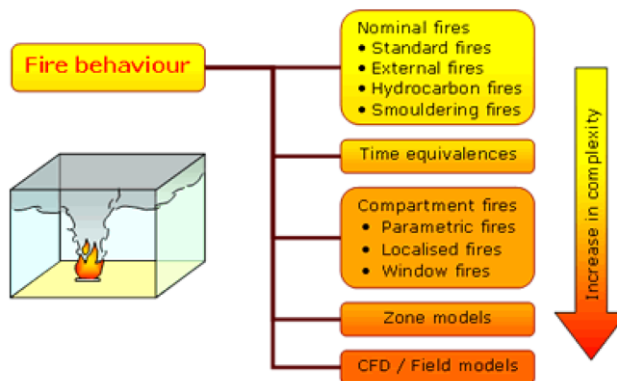 Fire behaviour
Nominal fires
• Standard fires
• External fires
• Hydrocarbon fires
• Smouldering fires
Time equivalences
Compartment fires
• Parametric fires
• Localised fires
• Window fires
Zone models
CFD / Field models
Increase in complexity